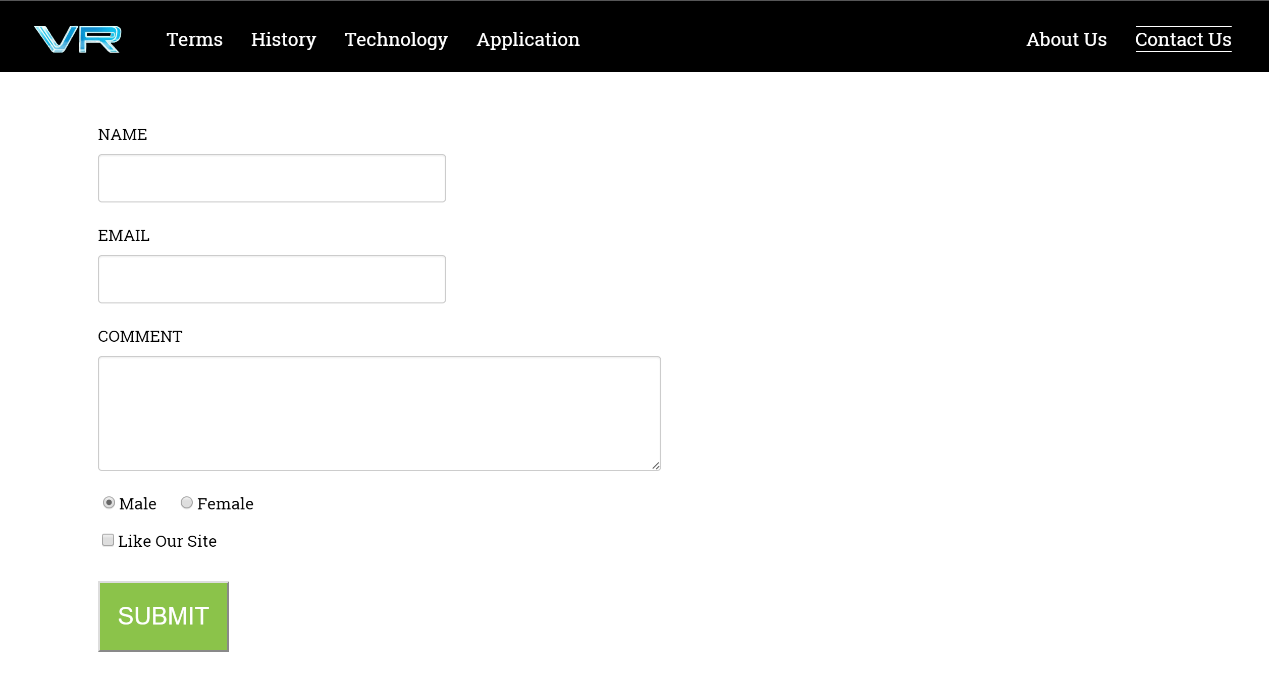 VR Terms History Technology Application About Us Contact Us
NAME
EMAIL
COMMENT
Male Female
Like Our Site
SUBMIT